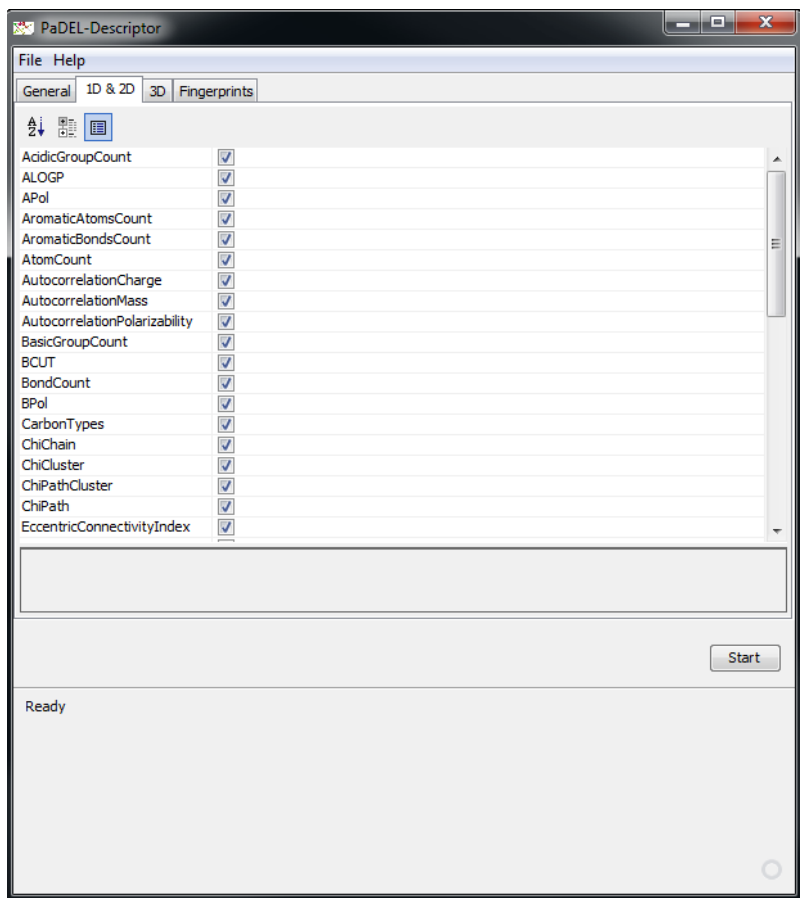 PaDEL-Descriptor
File Help
General 1D & 2D 3D Fingerprints
AcidicGroupCount
ALOGP
APol
AromaticAtomsCount
AromaticBondsCount
AtomCount
AutocorrelationCharge
AutocorrelationMass
AutocorrelationPolarizability
BasicGroupCount
BCUT
BondCount
BPol
CarbonTypes
ChiChain
ChiCluster
ChiPathCluster
ChiPath
EccentricConnectivityIndex
Start
Ready